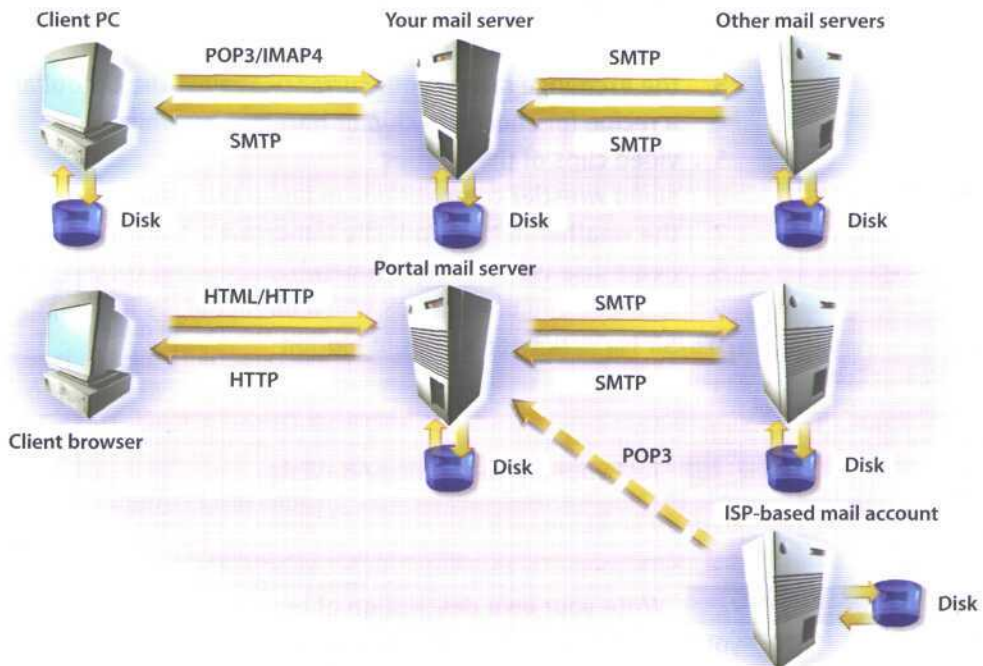 Client PC
Your mail server
Other mail servers
POP3/IMAP4
SMTP
SMTP
SMTP
Disk
Disk
Disk
Portal mail server
HTML/HTTP
SMTP
HTTP
SMTP
Client browser
Disk
POP3
Disk
ISP-based mail account
Disk